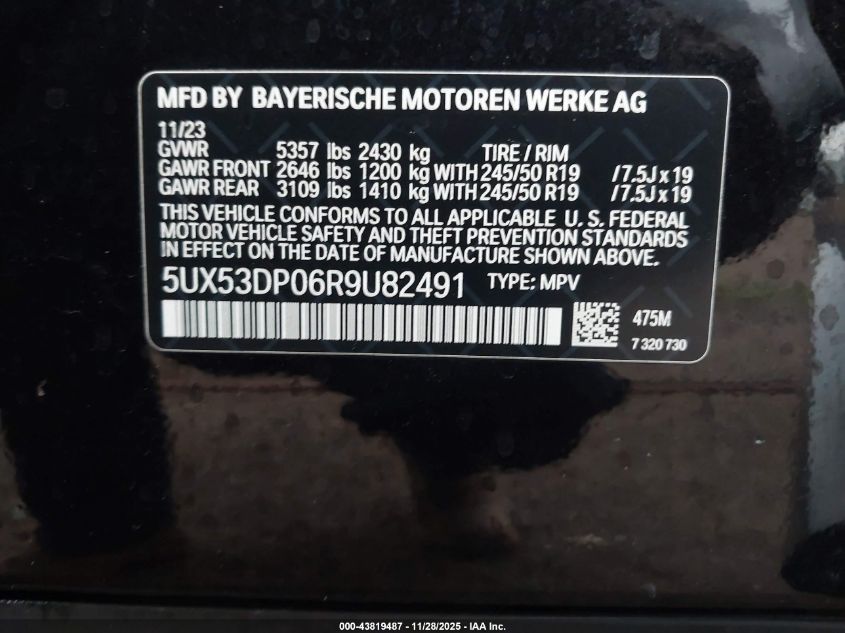 MFD BY BAYERISCHE MOTOREN WERKE AG
11/23
GVWR 5357 lbs 2430 kg TIRE / RIM
GAWR FRONT 2646 lbs 1200 kg WITH 245/50 R19 /7.5J x 19
GAWR REAR 3109 lbs 1410 kg WITH 245/50 R19 /7.5J x 19
THIS VEHICLE CONFORMS TO ALL APPLICABLE U. S. FEDERAL
MOTOR VEHICLE SAFETY AND THEFT PREVENTION STANDARDS
IN EFFECT ON THE DATE OF MANUFACTURE SHOWN ABOVE.
5UX53DP06R9U82491 TYPE: MPV
475M
7 320 730
000-43819487 - 11/28/2025 - IAA Inc.